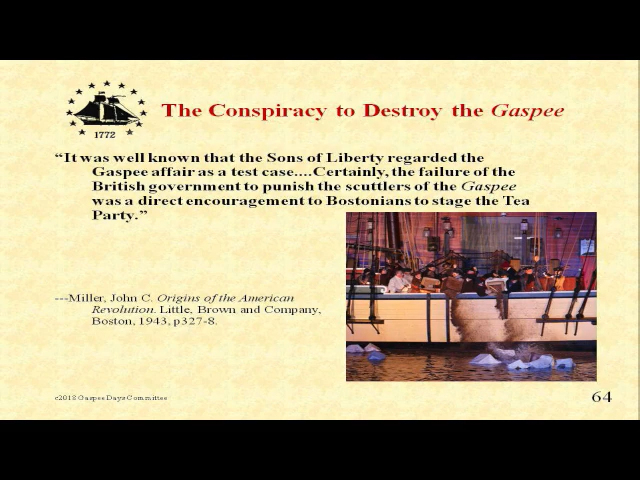 1772
The Conspiracy to Destroy the Gaspee
“It was well known that the Sons of Liberty regarded the
Gaspee affair as a test case....Certainly, the failure of the
British government to punish the scuttlers of the Gaspee
was a direct encouragement to Bostonians to stage the Tea
Party.”
---Miller, John C. Origins of the American
Revolution. Little, Brown and Company,
Boston, 1943, p327-8.
c2018 Gaspee Days Committee
64